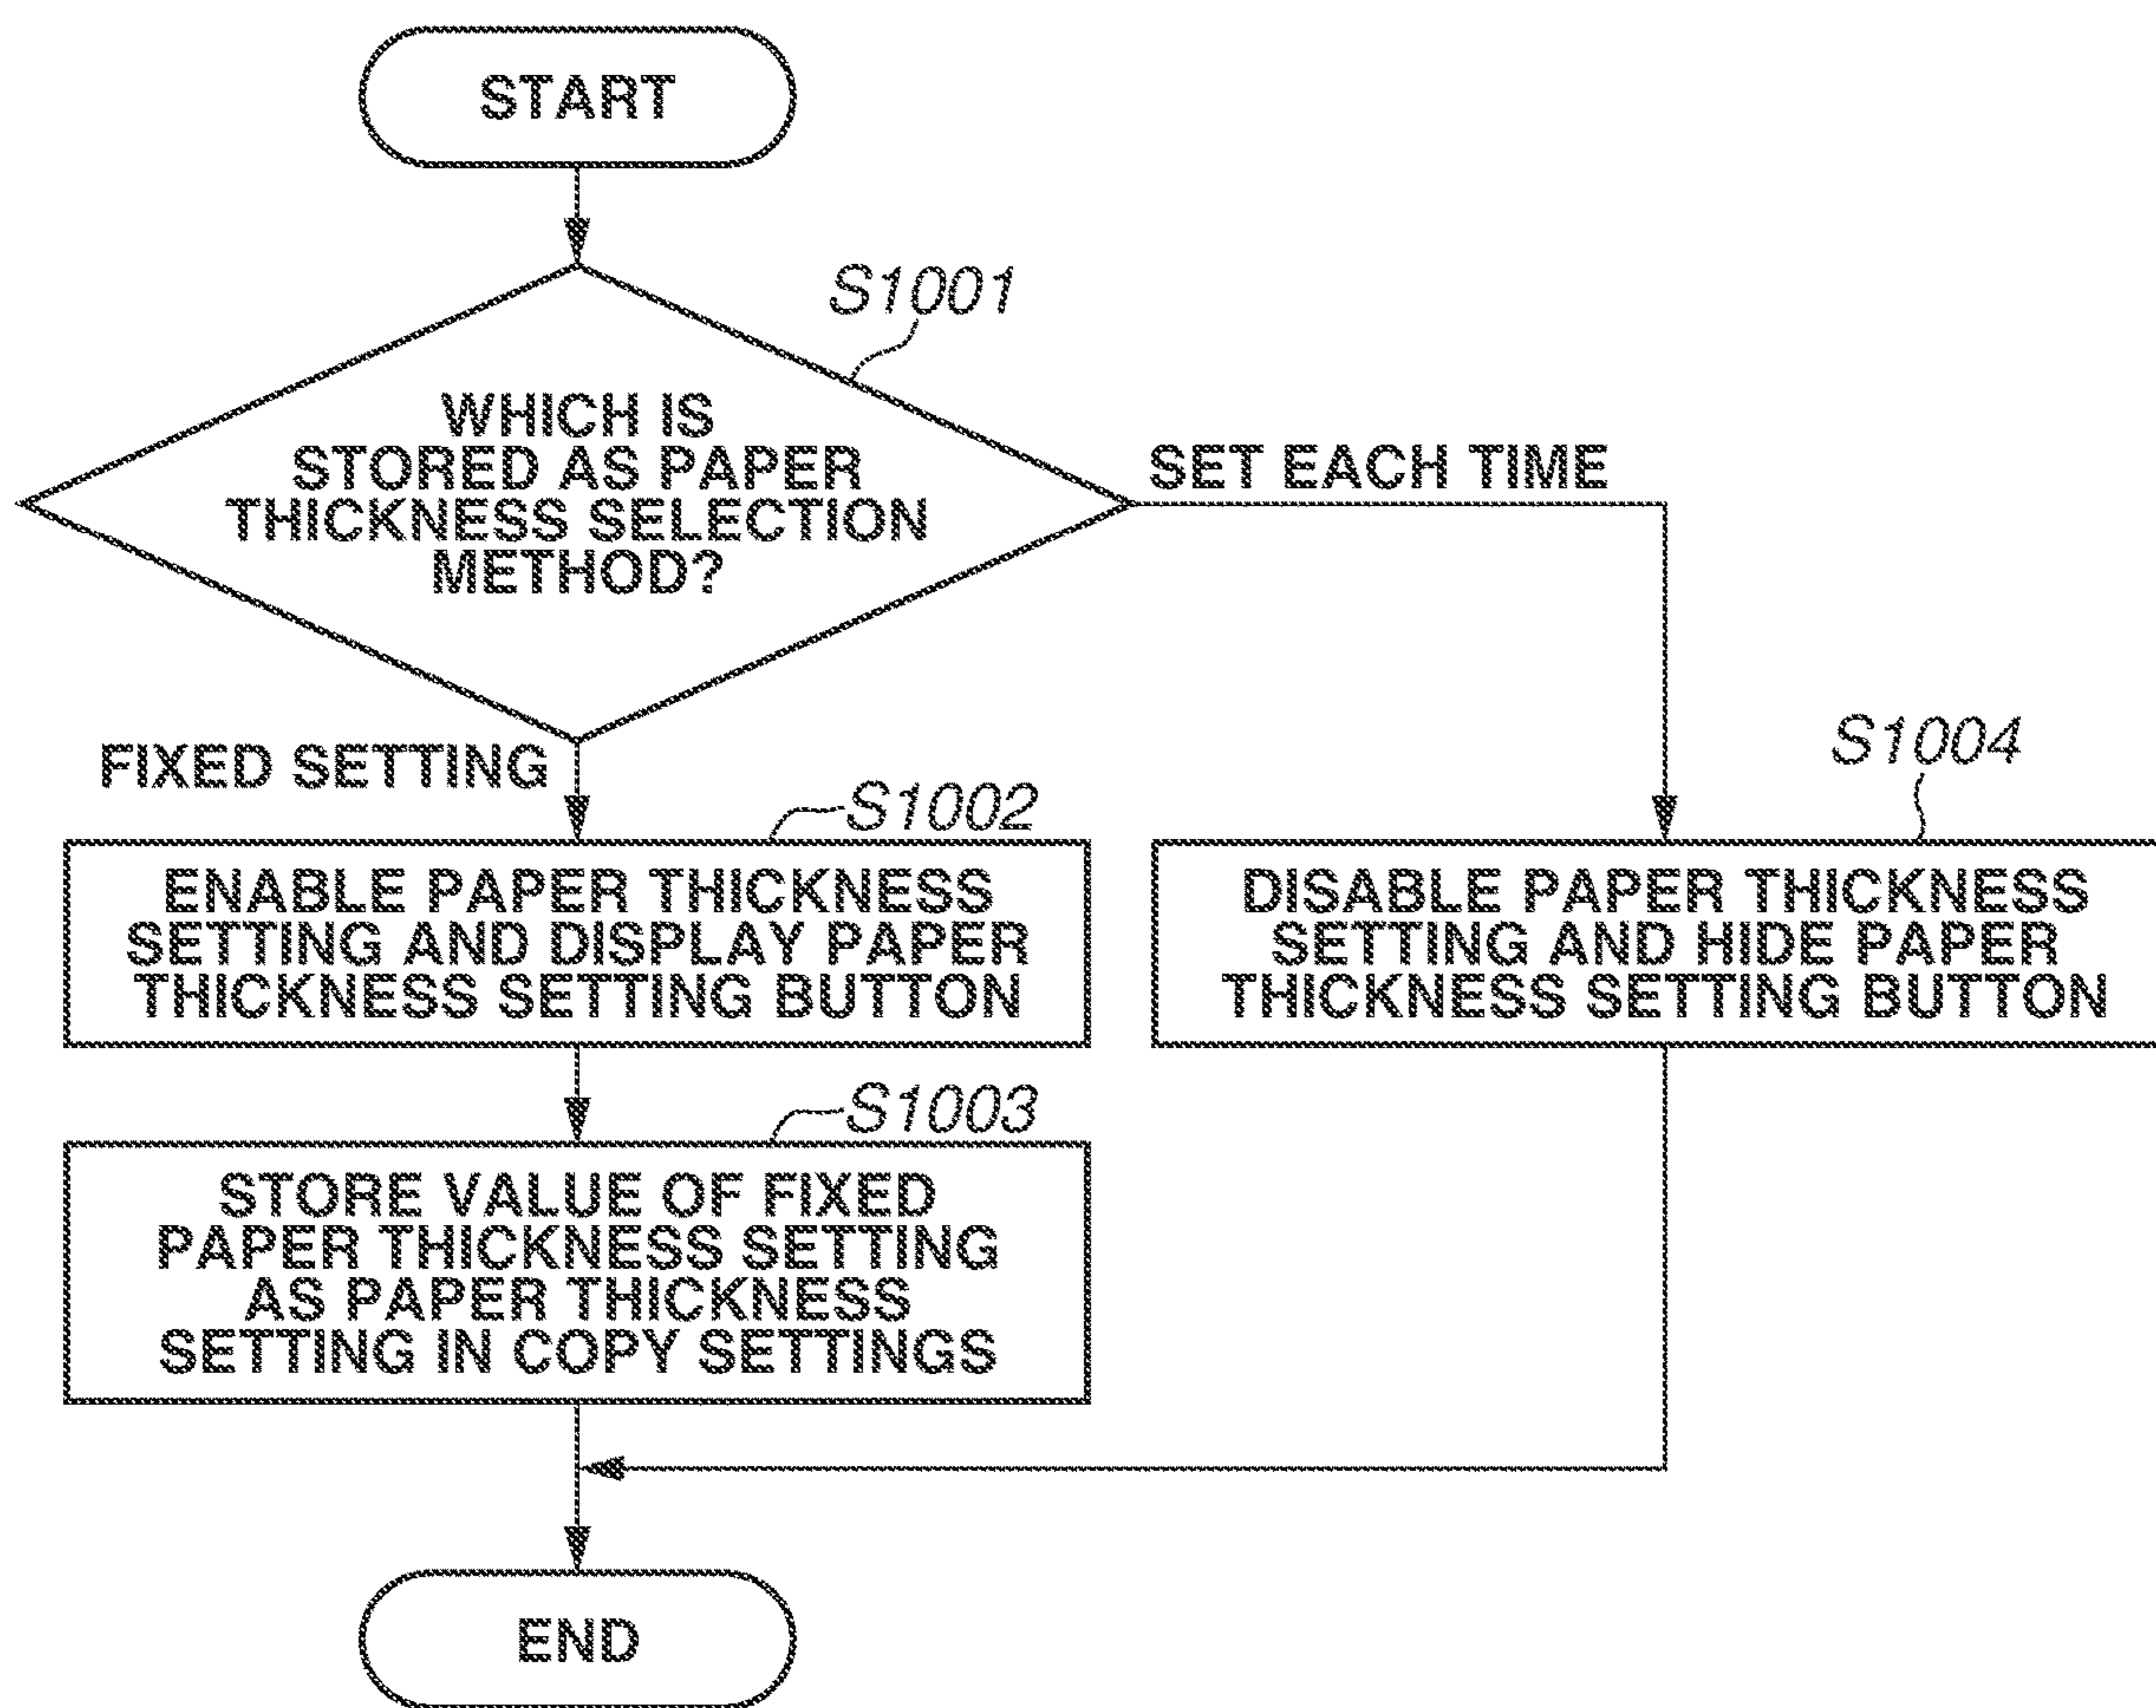 START
S1001
WHICH IS
STORED AS PAPER
THICKNESS SELECTION
METHOD?
SET EACH TIME
FIXED SETTING
S1002
ENABLE PAPER THICKNESS
SETTING AND DISPLAY PAPER
THICKNESS SETTING BUTTON
S1004
DISABLE PAPER THICKNESS
SETTING AND HIDE PAPER
THICKNESS SETTING BUTTON
S1003
STORE VALUE OF FIXED
PAPER THICKNESS SETTING
AS PAPER THICKNESS
SETTING IN COPY SETTINGS
END